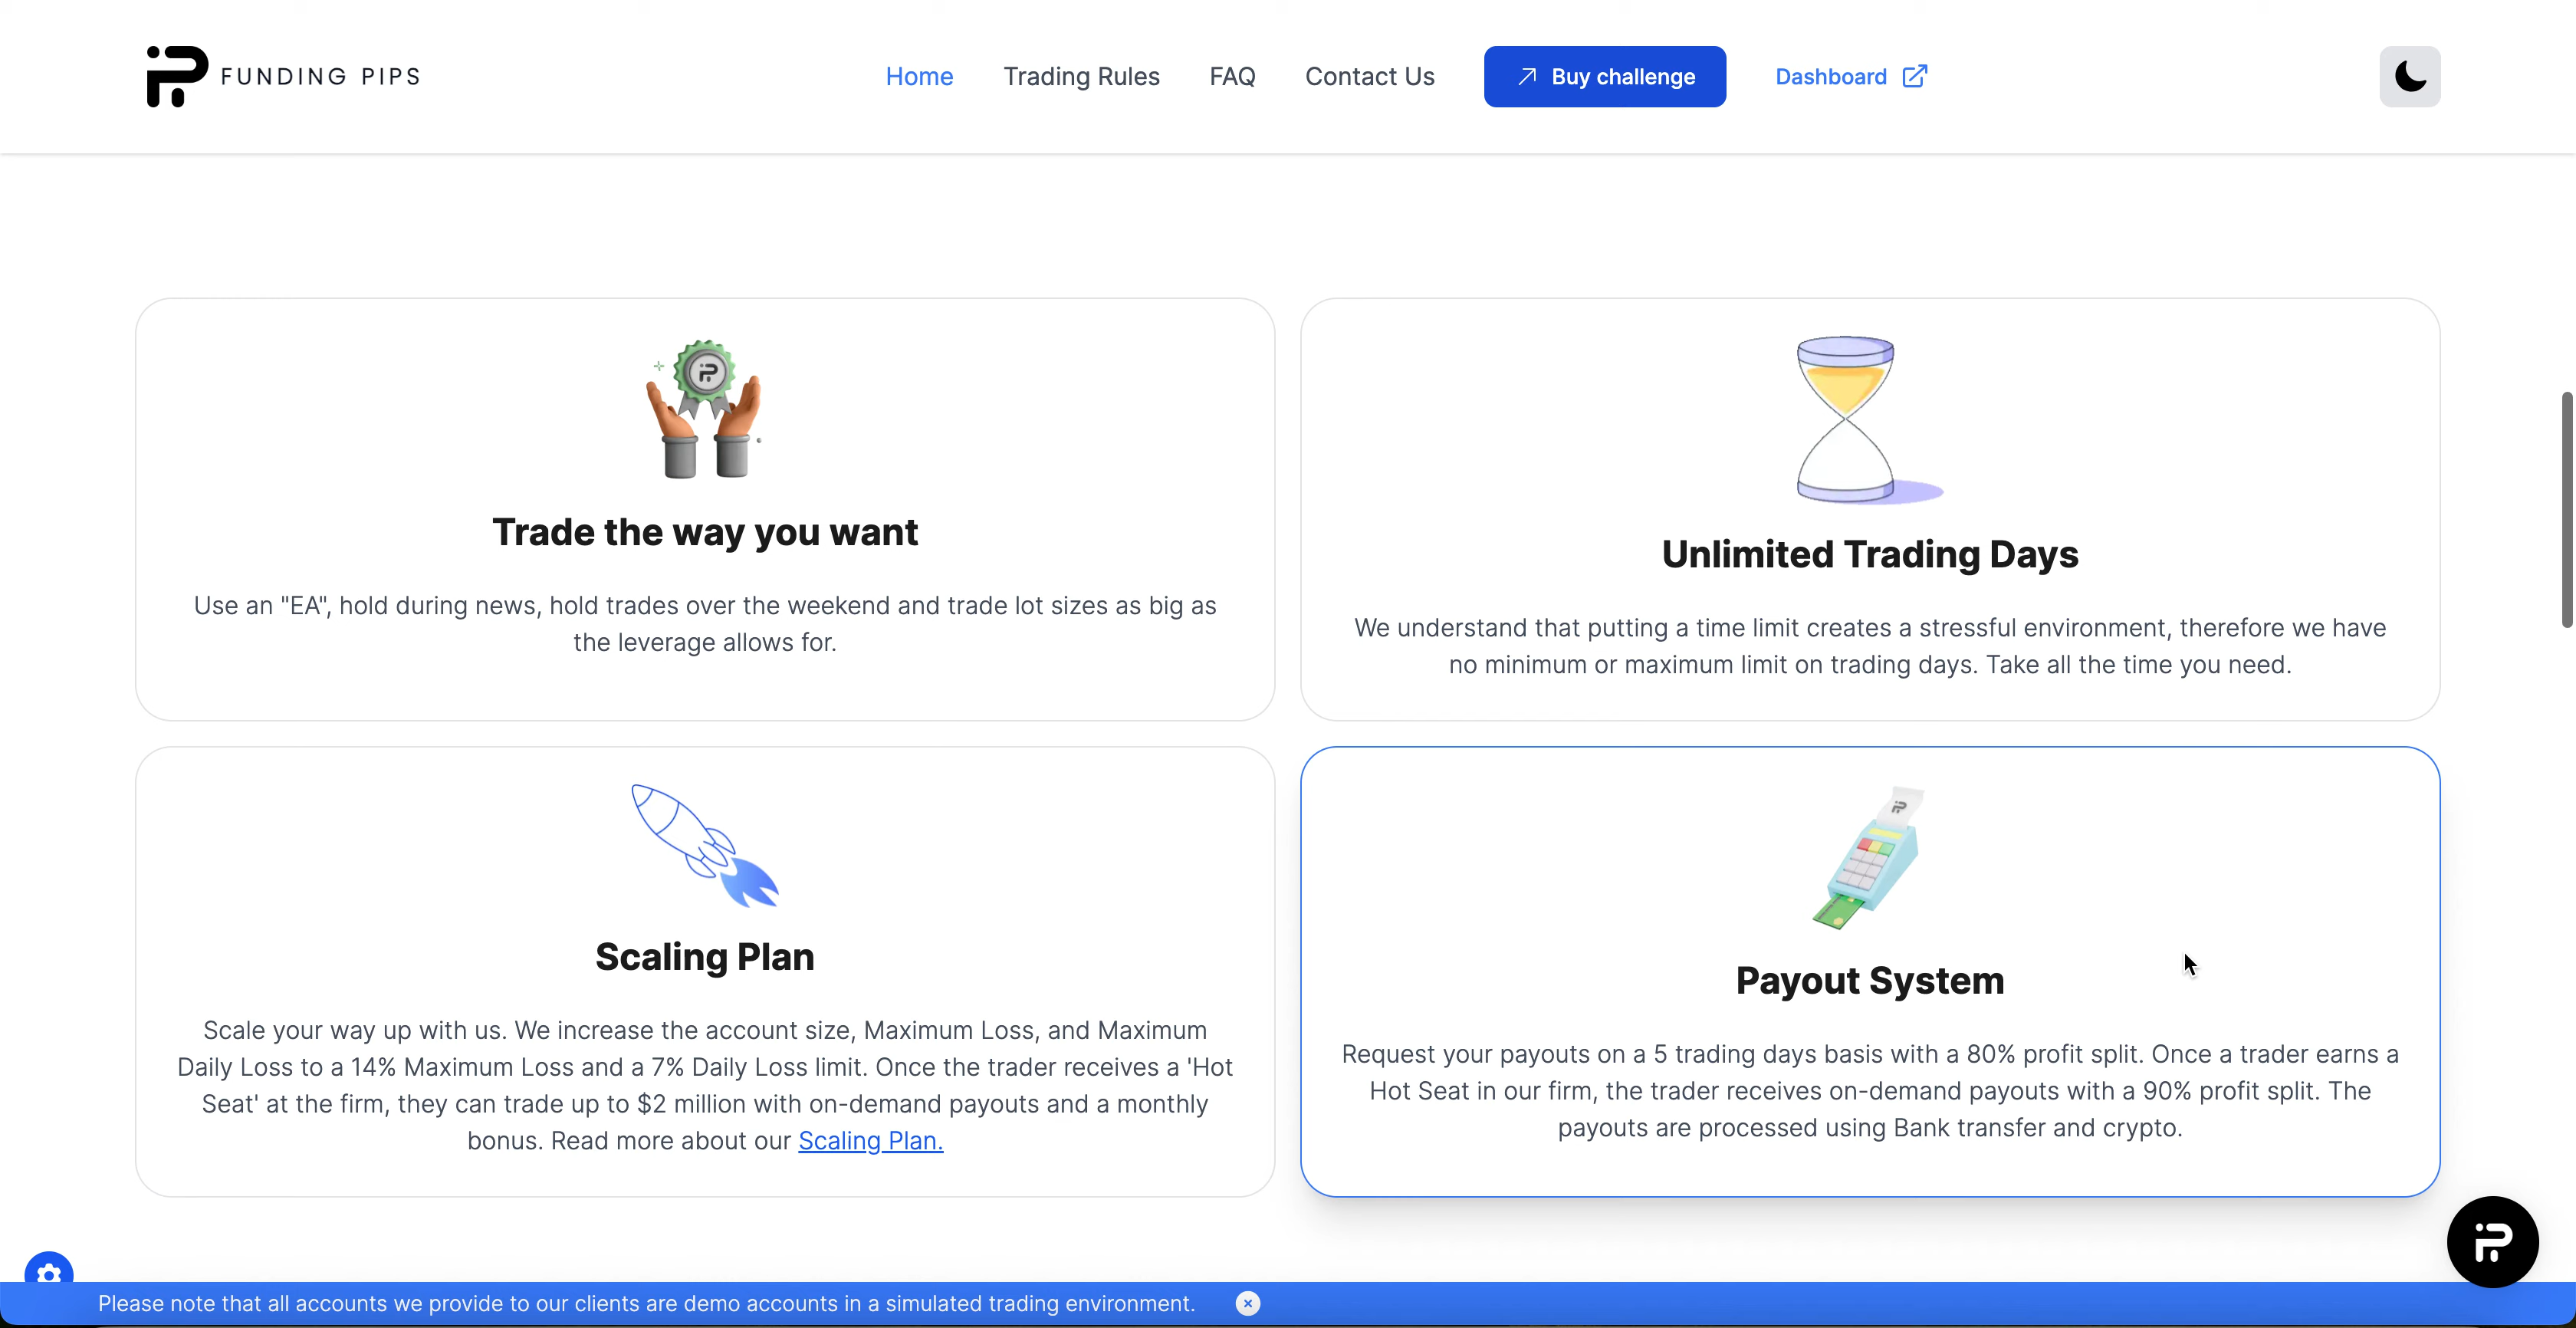 FUNDING PIPS
Home
Trading Rules
FAQ
Contact Us
Buy challenge
Dashboard
Trade the way you want
Use an "EA", hold during news, hold trades over the weekend and trade lot sizes as big as
the leverage allows for.
Unlimited Trading Days
We understand that putting a time limit creates a stressful environment, therefore we have
no minimum or maximum limit on trading days. Take all the time you need.
Scaling Plan
Scale your way up with us. We increase the account size, Maximum Loss, and Maximum
Daily Loss to a 14% Maximum Loss and a 7% Daily Loss limit. Once the trader receives a 'Hot
Seat' at the firm, they can trade up to $2 million with on-demand payouts and a monthly
bonus. Read more about our Scaling Plan.
Payout System
Request your payouts on a 5 trading days basis with a 80% profit split. Once a trader earns a
Hot Seat in our firm, the trader receives on-demand payouts with a 90% profit split. The
payouts are processed using Bank transfer and crypto.
Please note that all accounts we provide to our clients are demo accounts in a simulated trading environment.